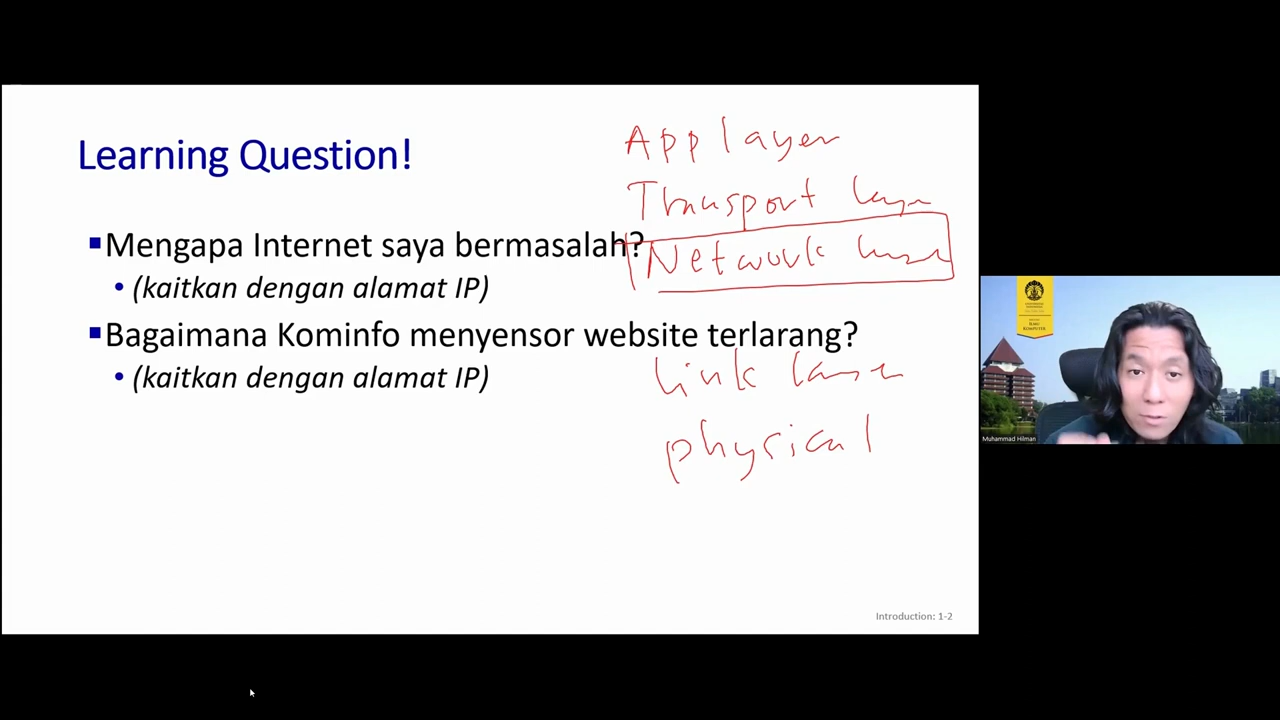 Learning Question!
App layer
Transport layer
▪Mengapa Internet saya bermasalah?
Network layer
• (kaitkan dengan alamat IP)
▪Bagaimana Kominfo menyensor website terlarang?
• (kaitkan dengan alamat IP)
link layer
physical
Introduction: 1-2
Muhammad Hilman